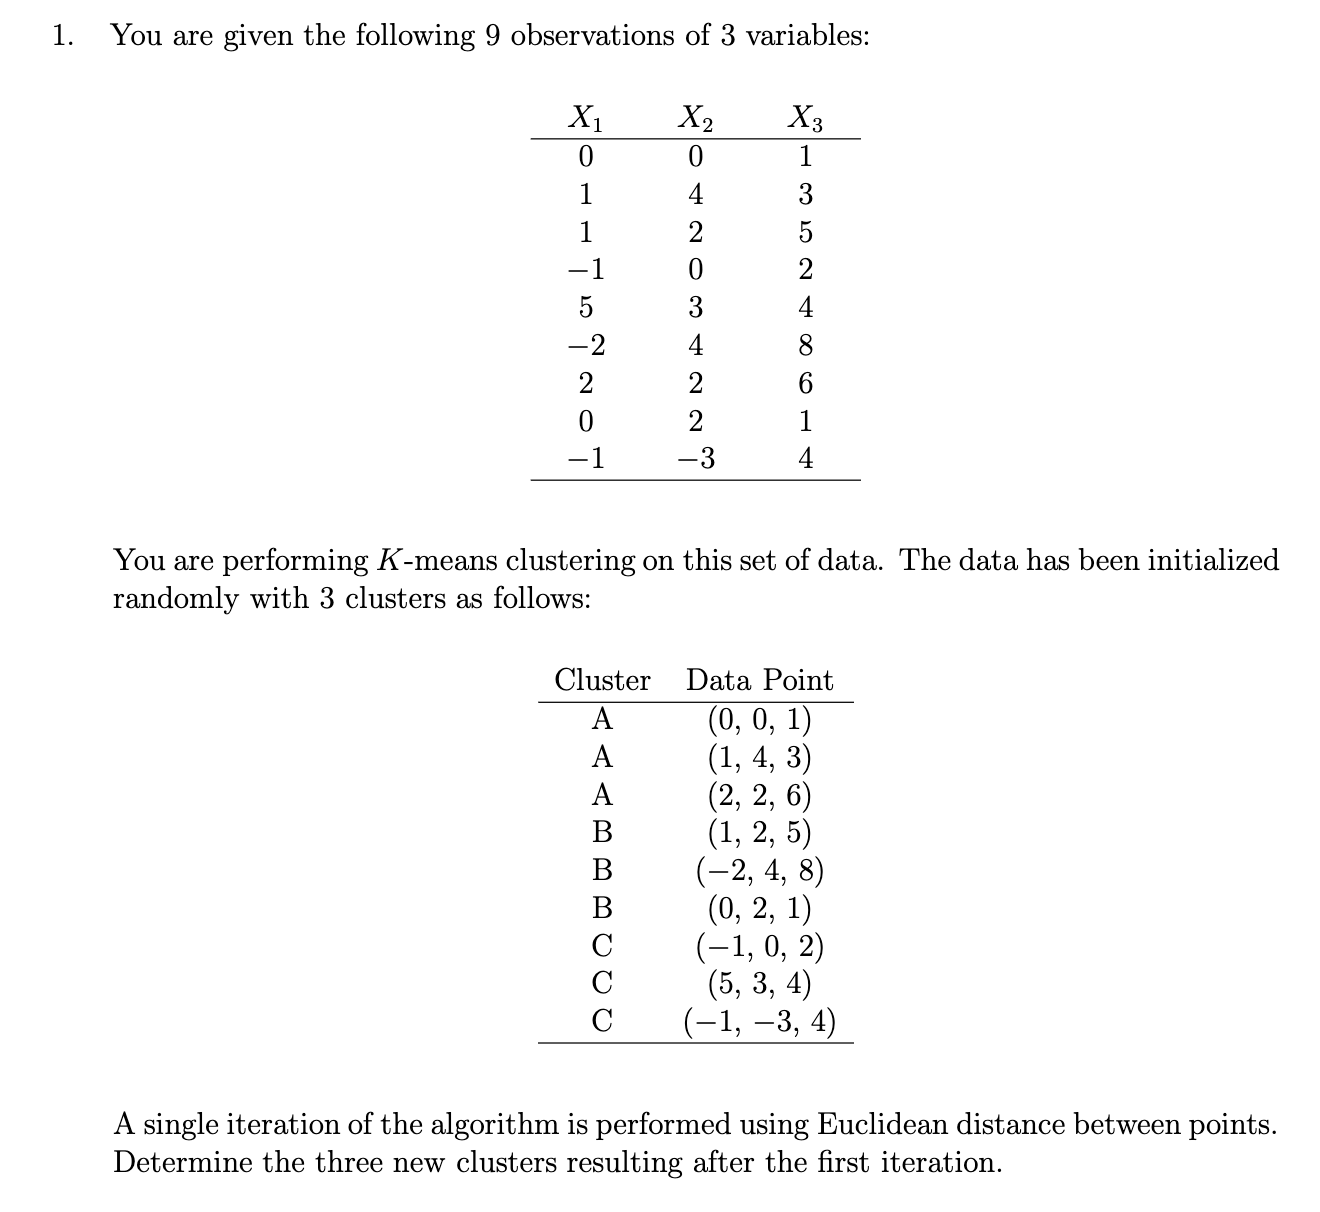 1. You are given the following 9 observations of 3 variables:
X₁ X₂ X₃
0 0 1
1 4 3
1 2 5
−1 0 2
5 3 4
−2 4 8
2 2 6
0 2 1
−1 −3 4
You are performing K-means clustering on this set of data. The data has been initialized
randomly with 3 clusters as follows:
Cluster Data Point
A (0, 0, 1)
A (1, 4, 3)
A (2, 2, 6)
B (1, 2, 5)
B (−2, 4, 8)
B (0, 2, 1)
C (−1, 0, 2)
C (5, 3, 4)
C (−1, −3, 4)
A single iteration of the algorithm is performed using Euclidean distance between points.
Determine the three new clusters resulting after the first iteration.